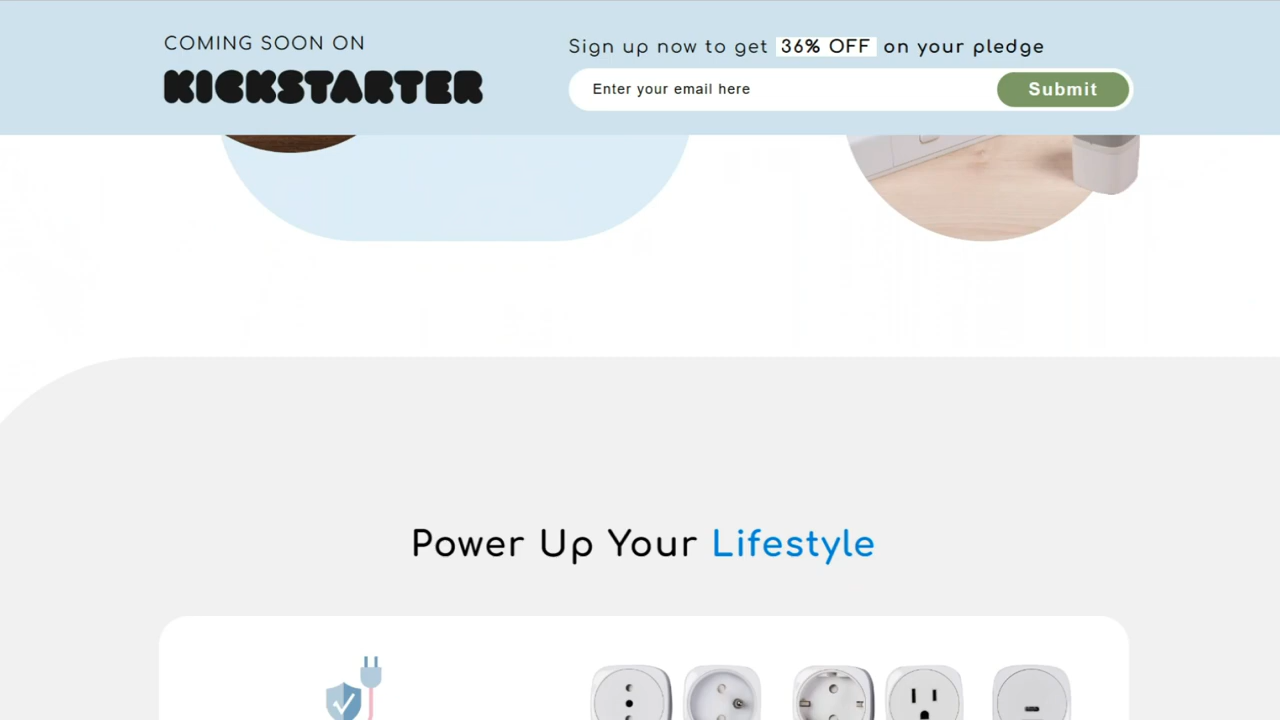 COMING SOON ON
KICKSTARTER
Sign up now to get 36% OFF on your pledge
Enter your email here
Submit
Power Up Your Lifestyle